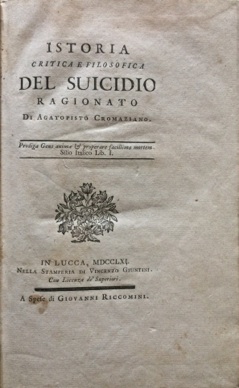 ISTORIA
CRITICA E FILOSOFICA
DEL SUICIDIO
RAGIONATO
DI AGATOPISTO CROMAZIANO.
Prodiga Gens animæ & properare facillima mortem
Silio Italico Lib. I.
IN LUCCA, MDCCLXI.
NELLA STAMPERIA DI VINCENZO GIUNTINI.
Con Licenza de' Superiori.
A spese di GIOVANNI RICCOMINI.